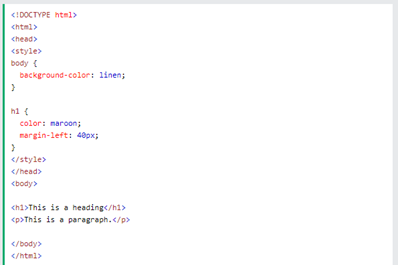 <!DOCTYPE html>
<html>
<head>
<style>
body {
  background-color: linen;
}

h1 {
  color: maroon;
  margin-left: 40px;
}
</style>
</head>
<body>

<h1>This is a heading</h1>
<p>This is a paragraph.</p>

</body>
</html>